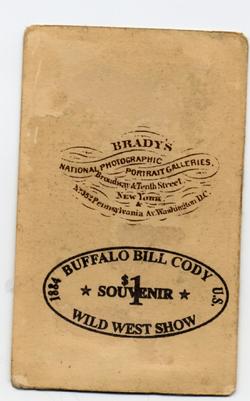 BRADY'S
NATIONAL PHOTOGRAPHIC
PORTRAIT GALLERIES,
Broadway & Tenth Street,
NEW YORK
&
No. 352 Pennsylvania Av. Washington D.C.
1884 BUFFALO BILL CODY U.S.
★ SOUVENIR ★
$1
WILD WEST SHOW